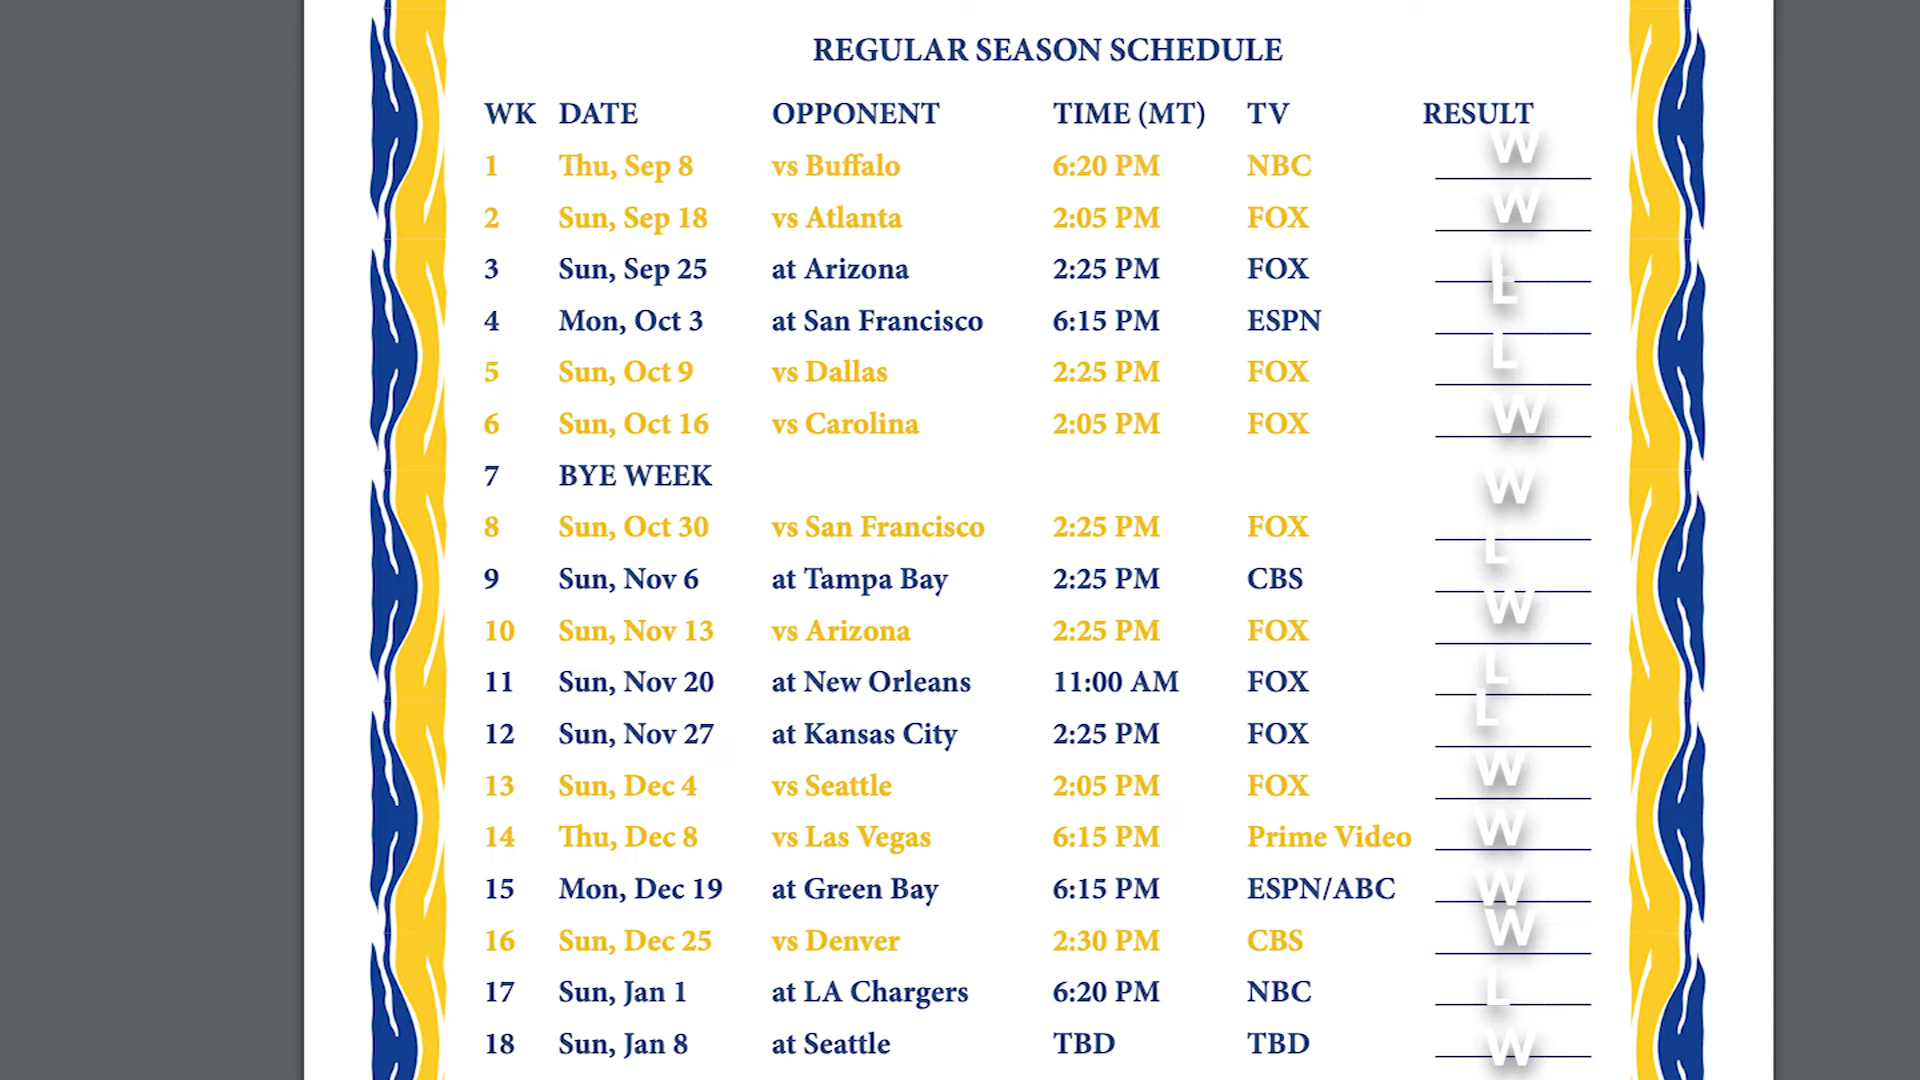 REGULAR SEASON SCHEDULE
WK DATE OPPONENT TIME (MT) TV RESULT
1 Thu, Sep 8 vs Buffalo 6:20 PM NBC W
2 Sun, Sep 18 vs Atlanta 2:05 PM FOX W
3 Sun, Sep 25 at Arizona 2:25 PM FOX L
4 Mon, Oct 3 at San Francisco 6:15 PM ESPN L
5 Sun, Oct 9 vs Dallas 2:25 PM FOX
6 Sun, Oct 16 vs Carolina 2:05 PM FOX W
7 BYE WEEK W
8 Sun, Oct 30 vs San Francisco 2:25 PM FOX L
9 Sun, Nov 6 at Tampa Bay 2:25 PM CBS
10 Sun, Nov 13 vs Arizona 2:25 PM FOX W
11 Sun, Nov 20 at New Orleans 11:00 AM FOX L
12 Sun, Nov 27 at Kansas City 2:25 PM FOX L
13 Sun, Dec 4 vs Seattle 2:05 PM FOX W
14 Thu, Dec 8 vs Las Vegas 6:15 PM Prime Video W
15 Mon, Dec 19 at Green Bay 6:15 PM ESPN/ABC W
16 Sun, Dec 25 vs Denver 2:30 PM CBS W
17 Sun, Jan 1 at LA Chargers 6:20 PM NBC L
18 Sun, Jan 8 at Seattle TBD TBD W